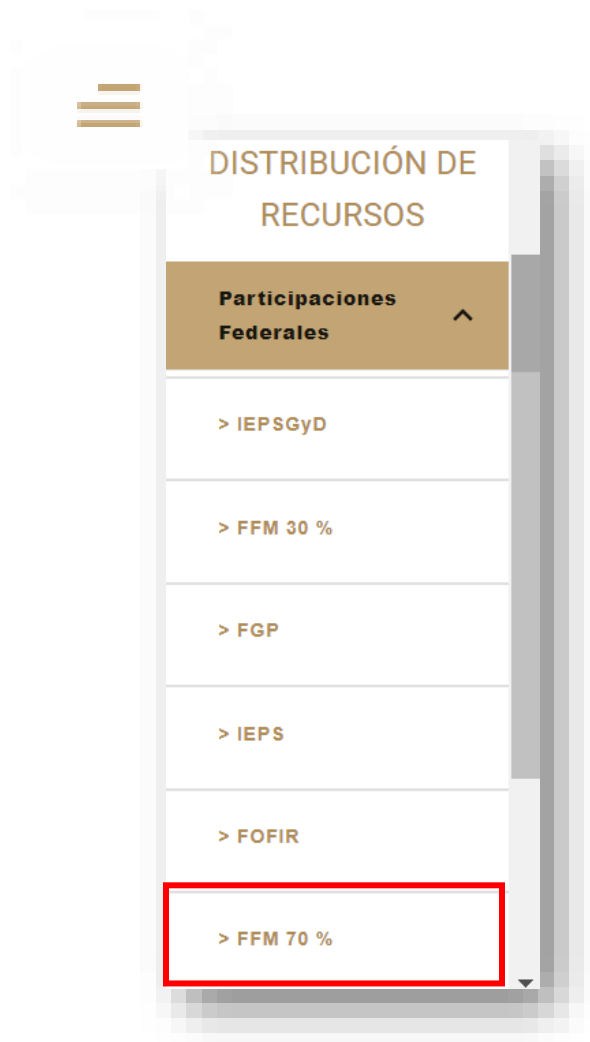 DISTRIBUCIÓN DE
RECURSOS
Participaciones
Federales
> IEPSGyD
> FFM 30 %
> FGP
> IEPS
> FOFIR
> FFM 70 %